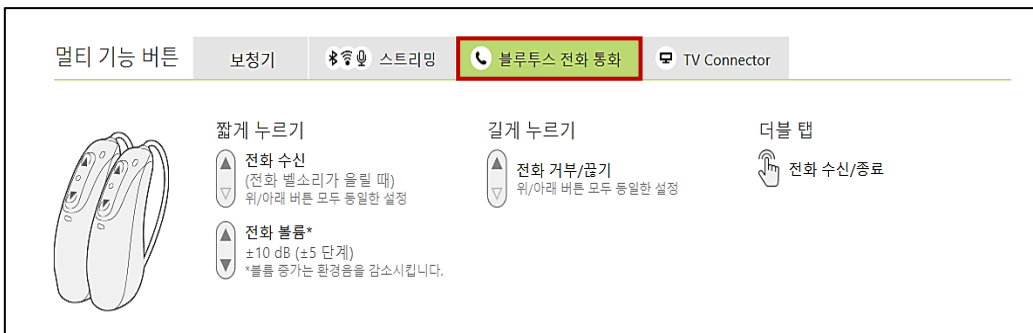 멀티 기능 버튼
보청기
스트리밍
블루투스 전화 통화
TV Connector
짧게 누르기
전화 수신
(전화 벨소리가 울릴 때)
위/아래 버튼 모두 동일한 설정
전화 볼륨*
±10 dB (±5 단계)
*볼륨 증가는 환경음을 감소시킵니다.
길게 누르기
전화 거부/끊기
위/아래 버튼 모두 동일한 설정
더블 탭
전화 수신/종료